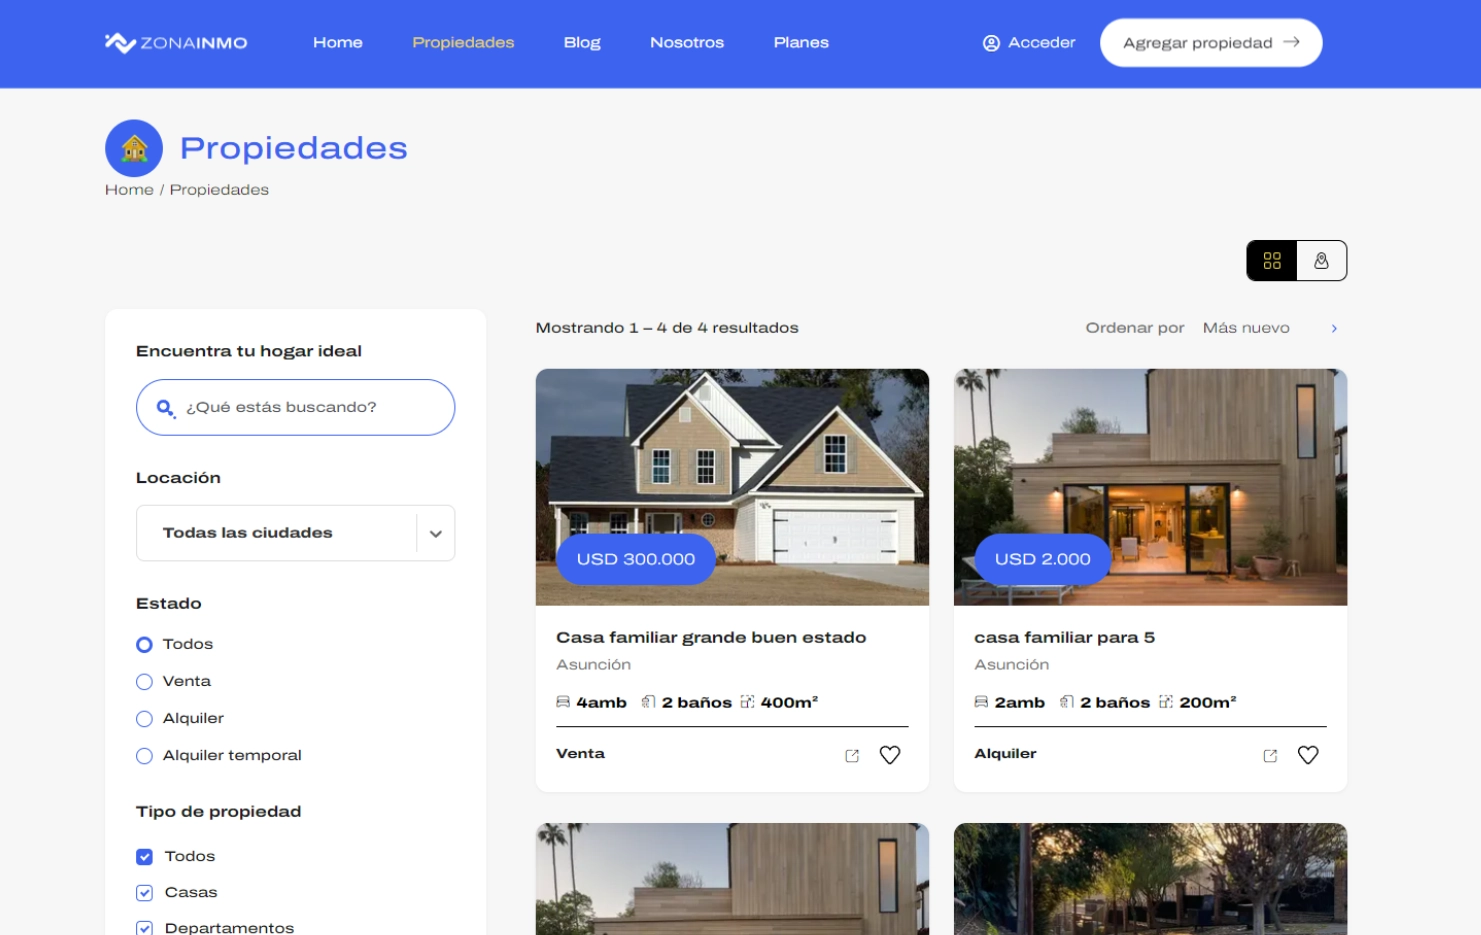 ZONAINMO
Home
Propiedades
Blog
Nosotros
Planes
Acceder
Agregar propiedad
Propiedades
Home / Propiedades
Encuentra tu hogar ideal
¿Qué estás buscando?
Locación
Todas las ciudades
Estado
Todos
Venta
Alquiler
Alquiler temporal
Tipo de propiedad
Todos
Casas
Departamentos
Mostrando 1 – 4 de 4 resultados
Ordenar por Más nuevo
USD 300.000
Casa familiar grande buen estado
Asunción
4amb 2 baños 400m²
Venta
USD 2.000
casa familiar para 5
Asunción
2amb 2 baños 200m²
Alquiler